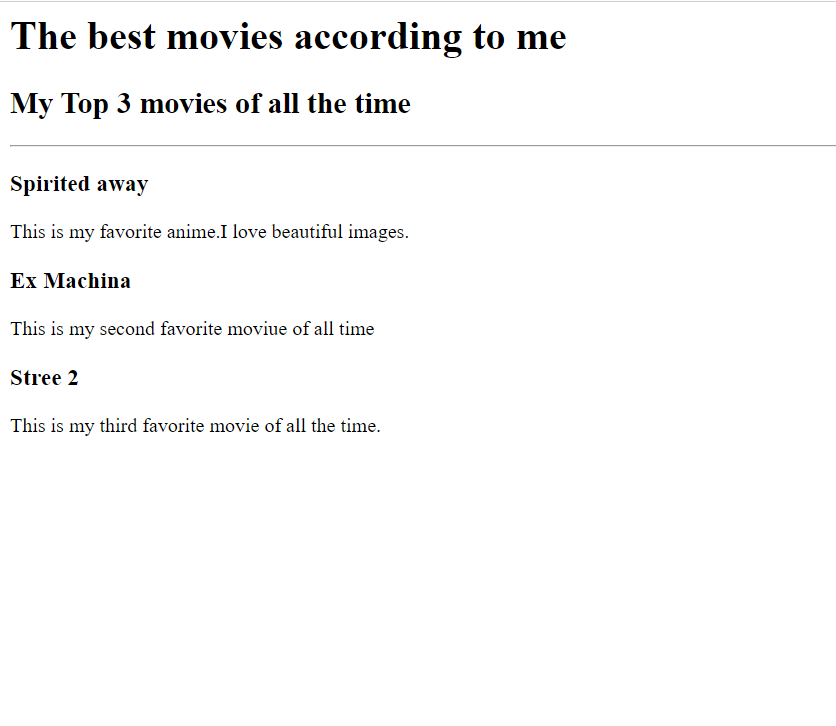 The best movies according to me
My Top 3 movies of all the time
Spirited away
This is my favorite anime.I love beautiful images.
Ex Machina
This is my second favorite moviue of all time
Stree 2
This is my third favorite movie of all the time.